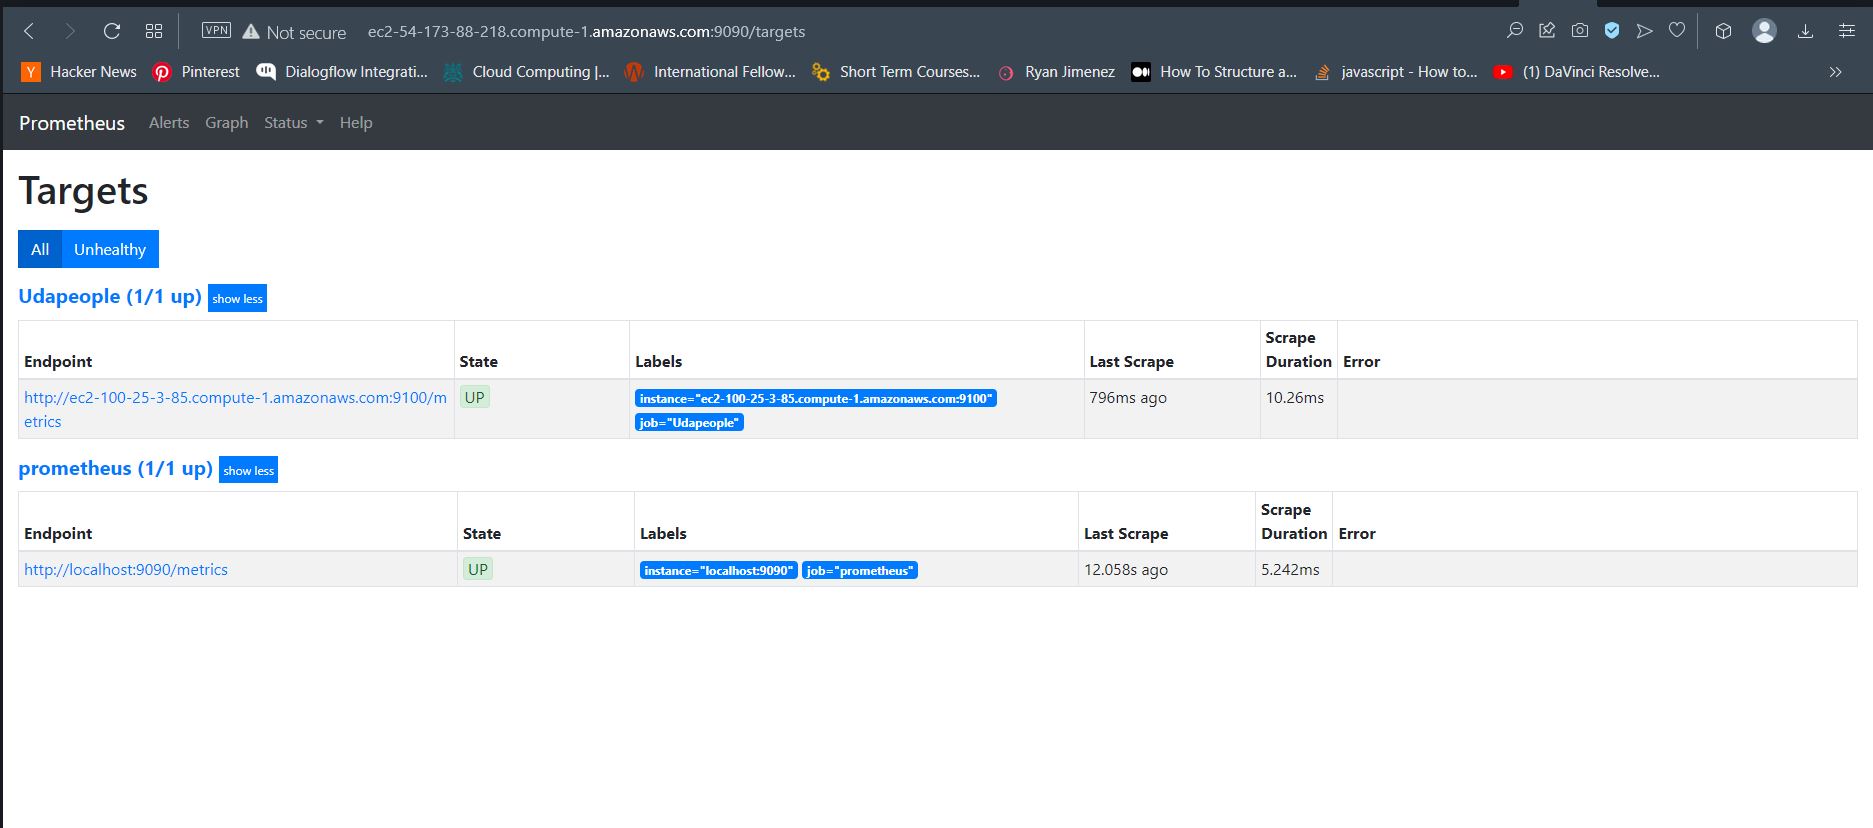 VPN Not secure ec2-54-173-88-218.compute-1.amazonaws.com:9090/targets
Y Hacker News Pinterest Dialogflow Integrati... Cloud Computing |... International Fellow... Short Term Courses... Ryan Jimenez How To Structure a... javascript - How to... (1) DaVinci Resolve...
Prometheus Alerts Graph Status Help
Targets
All Unhealthy
Udapeople (1/1 up) show less
Endpoint State Labels Last Scrape Scrape Duration Error
http://ec2-100-25-3-85.compute-1.amazonaws.com:9100/m UP instance="ec2-100-25-3-85.compute-1.amazonaws.com:9100" 796ms ago 10.26ms
etrics job="Udapeople"
prometheus (1/1 up) show less
Endpoint State Labels Last Scrape Scrape Duration Error
http://localhost:9090/metrics UP instance="localhost:9090" job="prometheus" 12.058s ago 5.242ms